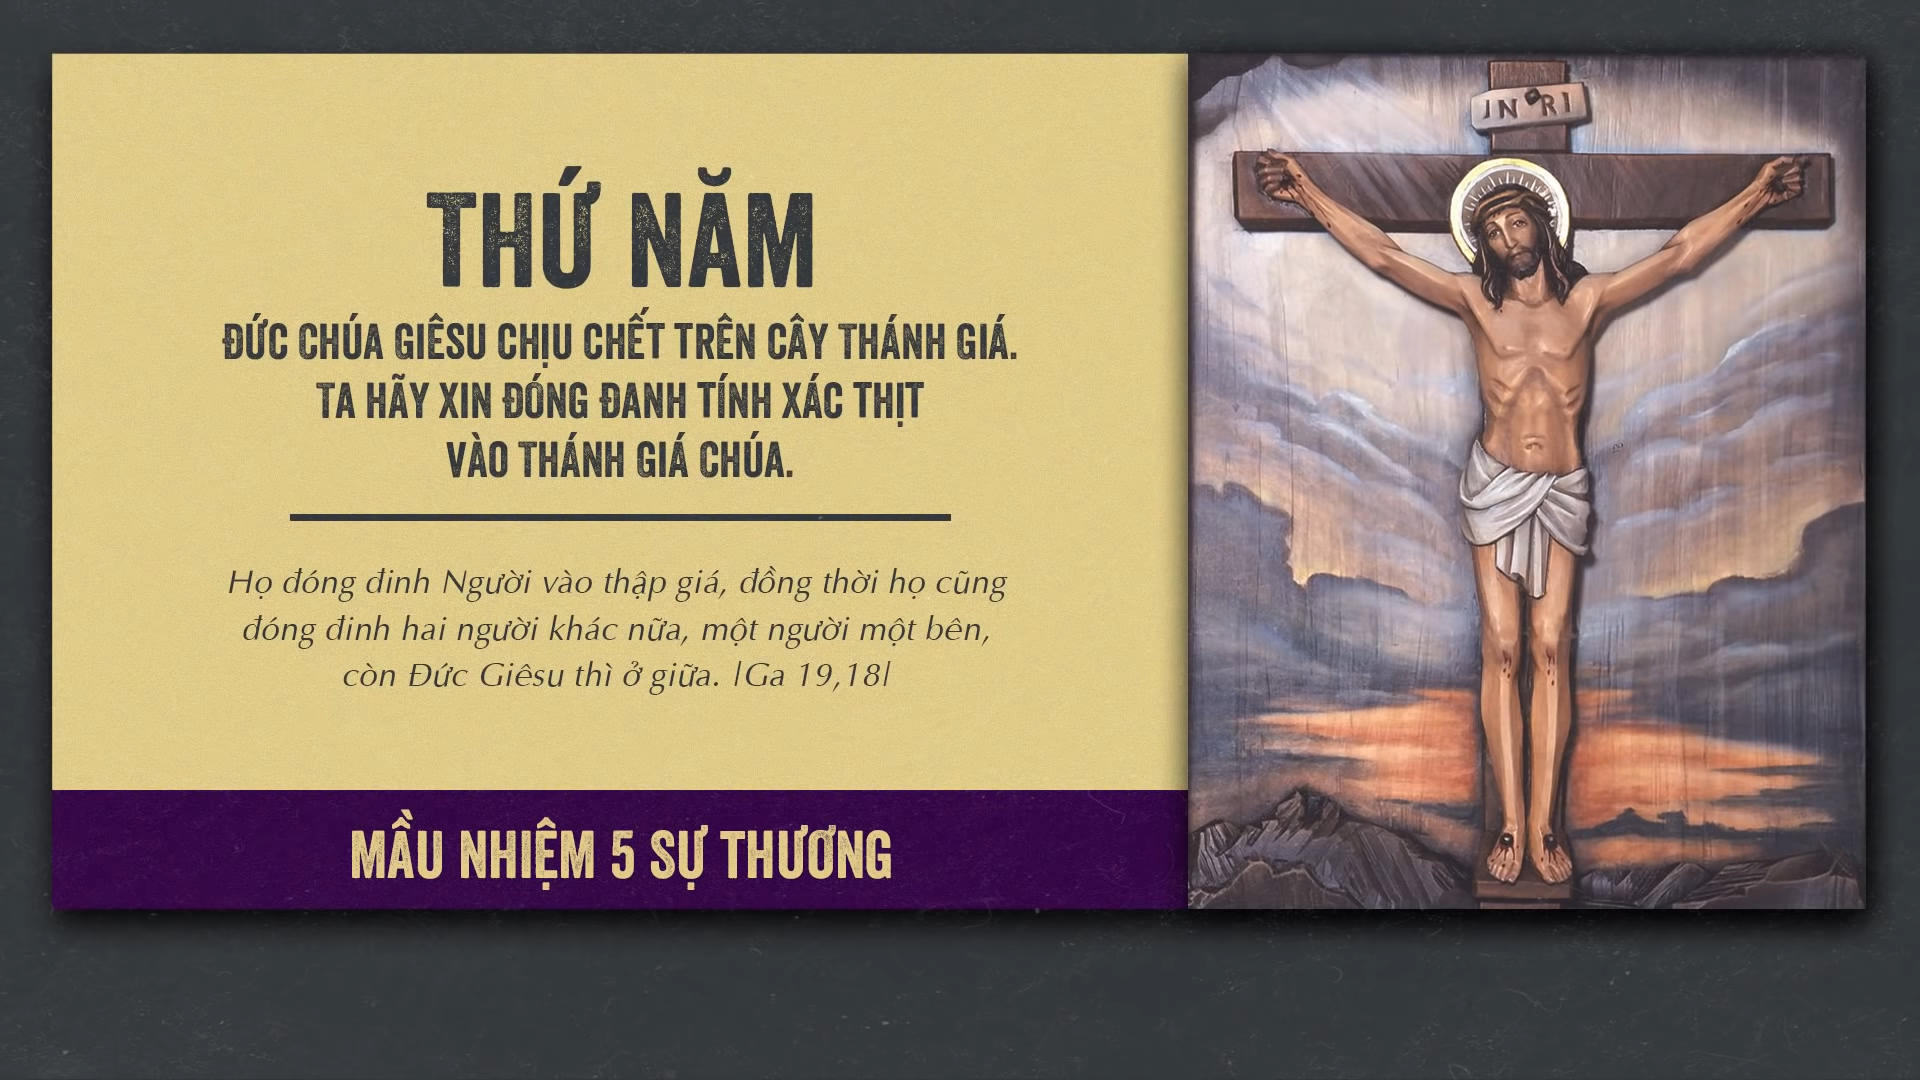 THỨ NĂM
ĐỨC CHÚA GIÊSU CHỊU CHẾT TRÊN CÂY THÁNH GIÁ.
TA HÃY XIN ĐÓNG ĐANH TÍNH XÁC THỊT
VÀO THÁNH GIÁ CHÚA.
Họ đóng đinh Người vào thập giá, đồng thời họ cũng
đóng đinh hai người khác nữa, một người một bên,
còn Đức Giêsu thì ở giữa. |Ga 19,18|
MẦU NHIỆM 5 SỰ THƯƠNG
INRI